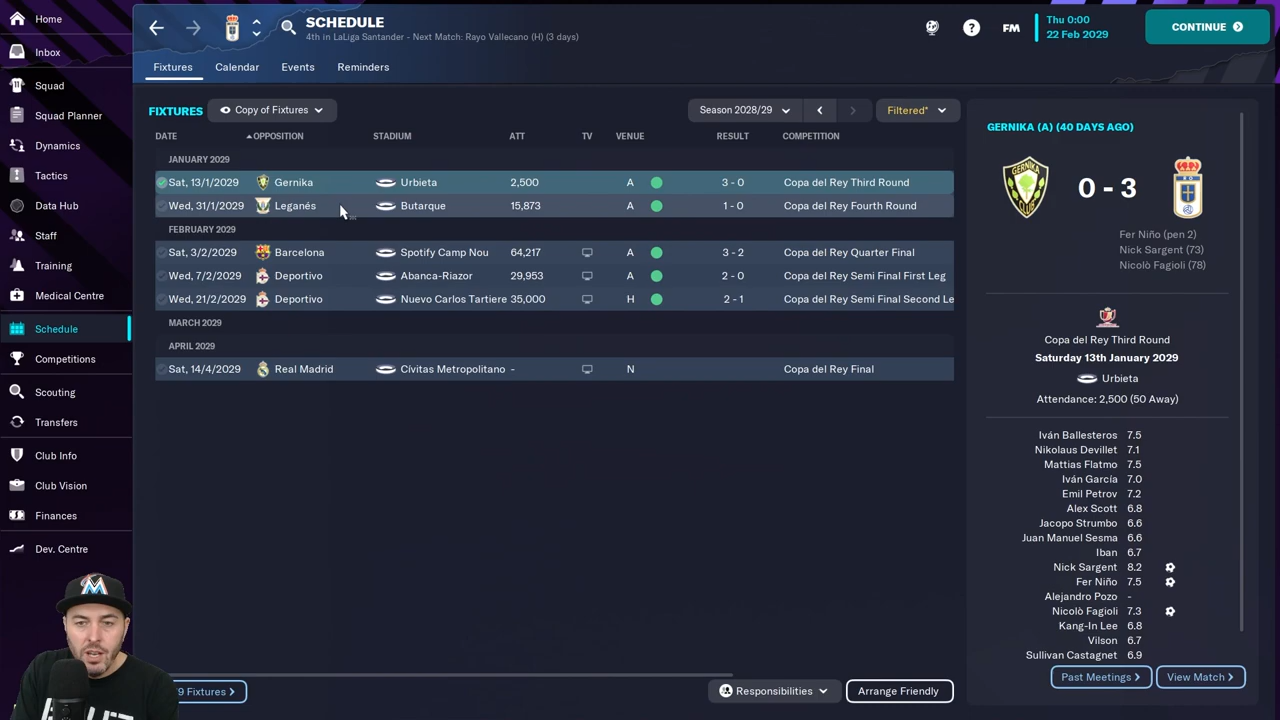 Home
Inbox
Squad
Squad Planner
Dynamics
Tactics
Data Hub
Staff
Training
Medical Centre
Schedule
Competitions
Scouting
Transfers
Club Info
Club Vision
Finances
Dev. Centre
SCHEDULE
4th in LaLiga Santander - Next Match: Rayo Vallecano (H) (3 days)
FM
Thu 0:00
22 Feb 2029
CONTINUE
Fixtures Calendar Events Reminders
FIXTURES Copy of Fixtures Season 2028/29 Filtered*
DATE OPPOSITION STADIUM ATT TV VENUE RESULT COMPETITION
JANUARY 2029
Sat, 13/1/2029 Gernika Urbieta 2,500 A 3 - 0 Copa del Rey Third Round
Wed, 31/1/2029 Leganés Butarque 15,873 A 1 - 0 Copa del Rey Fourth Round
FEBRUARY 2029
Sat, 3/2/2029 Barcelona Spotify Camp Nou 64,217 A 3 - 2 Copa del Rey Quarter Final
Wed, 7/2/2029 Deportivo Abanca-Riazor 29,953 A 2 - 0 Copa del Rey Semi Final First Leg
Wed, 21/2/2029 Deportivo Nuevo Carlos Tartiere 35,000 H 2 - 1 Copa del Rey Semi Final Second Le
MARCH 2029
APRIL 2029
Sat, 14/4/2029 Real Madrid Cívitas Metropolitano - N Copa del Rey Final
9 Fixtures
Responsibilities
Arrange Friendly
GERNIKA (A) (40 DAYS AGO)
0 - 3
Fer Niño (pen 2)
Nick Sargent (73)
Nicolò Fagioli (78)
Copa del Rey Third Round
Saturday 13th January 2029
Urbieta
Attendance: 2,500 (50 Away)
Iván Ballesteros 7.5
Nikolaus Devillet 7.1
Mattias Flatmo 7.5
Iván García 7.0
Emil Petrov 7.2
Alex Scott 6.8
Jacopo Strumbo 6.6
Juan Manuel Sesma 6.6
Iban 6.7
Nick Sargent 8.2
Fer Niño 7.5
Alejandro Pozo -
Nicolò Fagioli 7.3
Kang-In Lee 6.8
Vilson 6.7
Sullivan Castagnet 6.9
Past Meetings
View Match